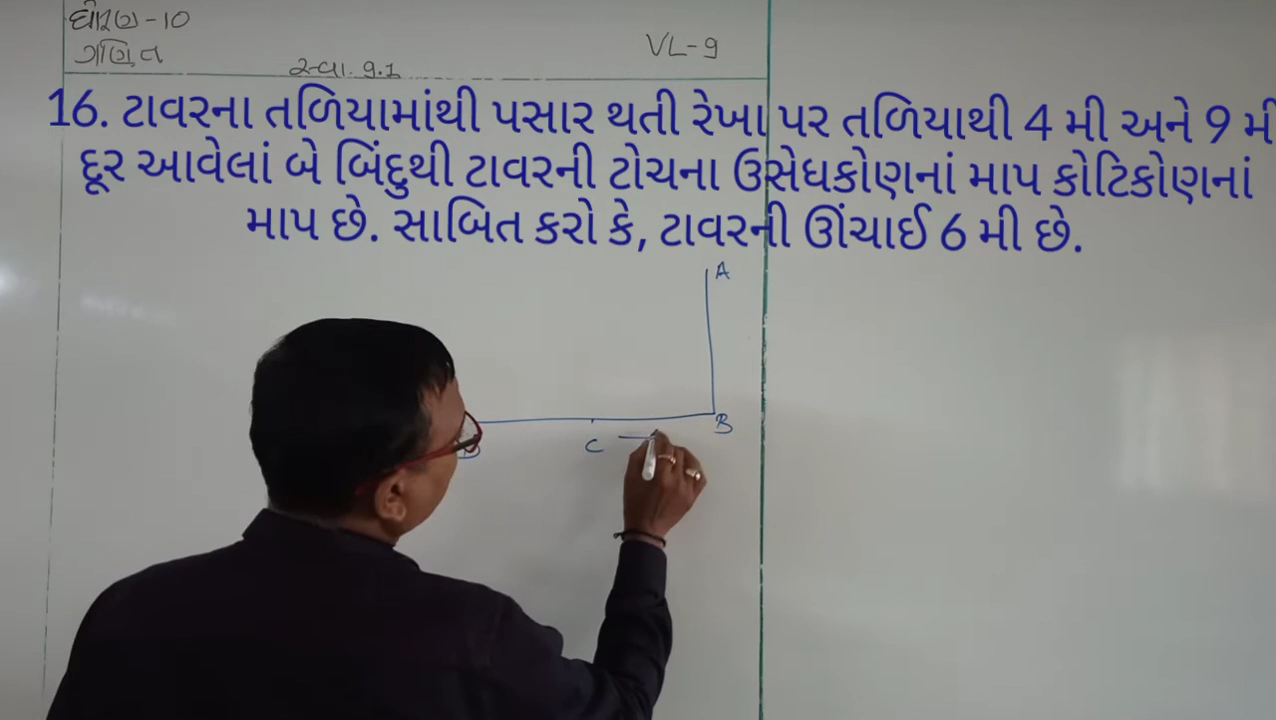 ધોરણ - 10
ગણિત
સ્વા. 9.1
VL-9
16. ટાવરના તળિયામાંથી પસાર થતી રેખા પર તળિયાથી 4 મી અને 9 મી
દૂર આવેલાં બે બિંદુથી ટાવરની ટોચના ઉત્સેધકોણનાં માપ કોટિકોણનાં
માપ છે. સાબિત કરો કે, ટાવરની ઊંચાઈ 6 મી છે.
A
B
C
D